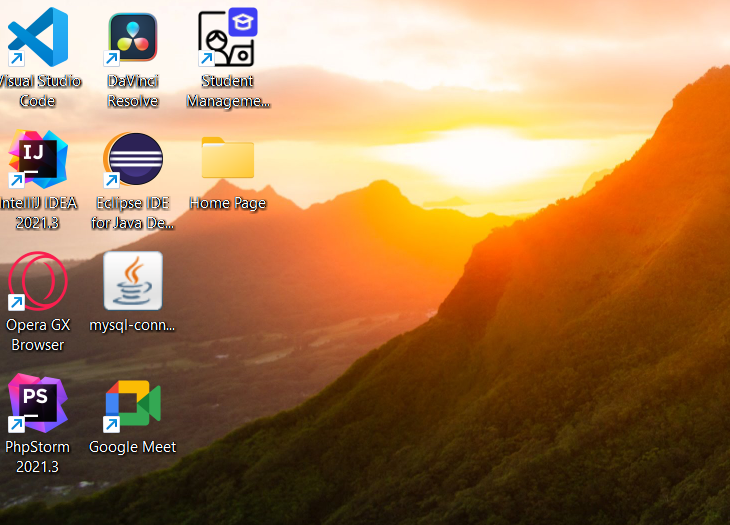 Visual Studio
Code
DaVinci
Resolve
Student
Manageme...
IJ
IntelliJ IDEA
2021.3
Eclipse IDE
for Java De...
Home Page
Opera GX
Browser
mysql-conn...
PS
PhpStorm
2021.3
Google Meet